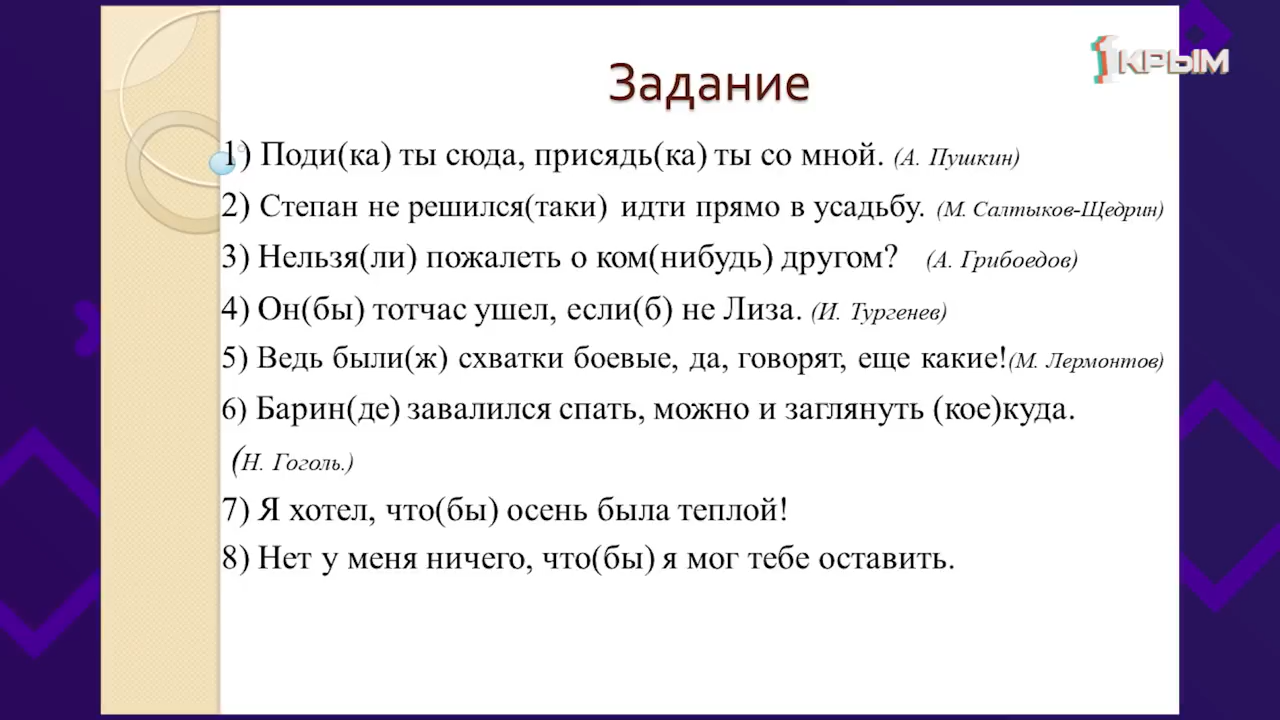 1КРЫМ
Задание
1) Поди(ка) ты сюда, присядь(ка) ты со мной. (А. Пушкин)
2) Степан не решился(таки) идти прямо в усадьбу. (М. Салтыков-Щедрин)
3) Нельзя(ли) пожалеть о ком(нибудь) другом? (А. Грибоедов)
4) Он(бы) тотчас ушел, если(б) не Лиза. (И. Тургенев)
5) Ведь были(ж) схватки боевые, да, говорят, еще какие!(М. Лермонтов)
6) Барин(де) завалился спать, можно и заглянуть (кое)куда.
(Н. Гоголь.)
7) Я хотел, что(бы) осень была теплой!
8) Нет у меня ничего, что(бы) я мог тебе оставить.